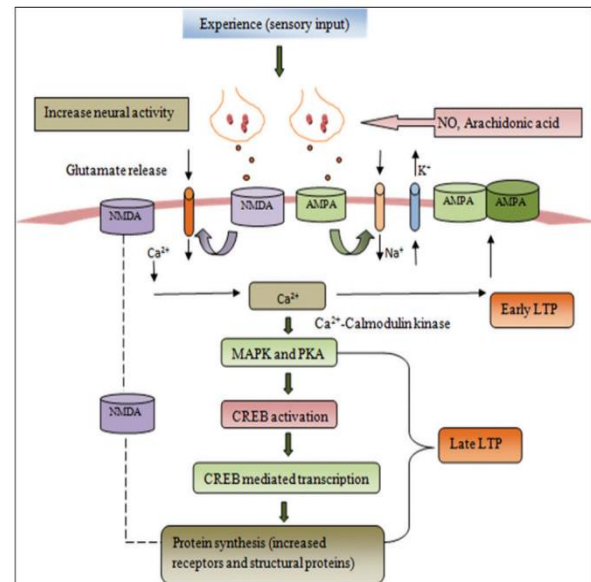 Experience (sensory input)
Increase neural activity
NO, Arachidonic acid
Glutamate release
K⁺
NMDA
NMDA
AMPA
AMPA
AMPA
Ca²⁺
Na⁺
Ca²⁺
Early LTP
Ca²⁺-Calmodulin kinase
MAPK and PKA
NMDA
CREB activation
Late LTP
CREB mediated transcription
Protein synthesis (increased
receptors and structural proteins)